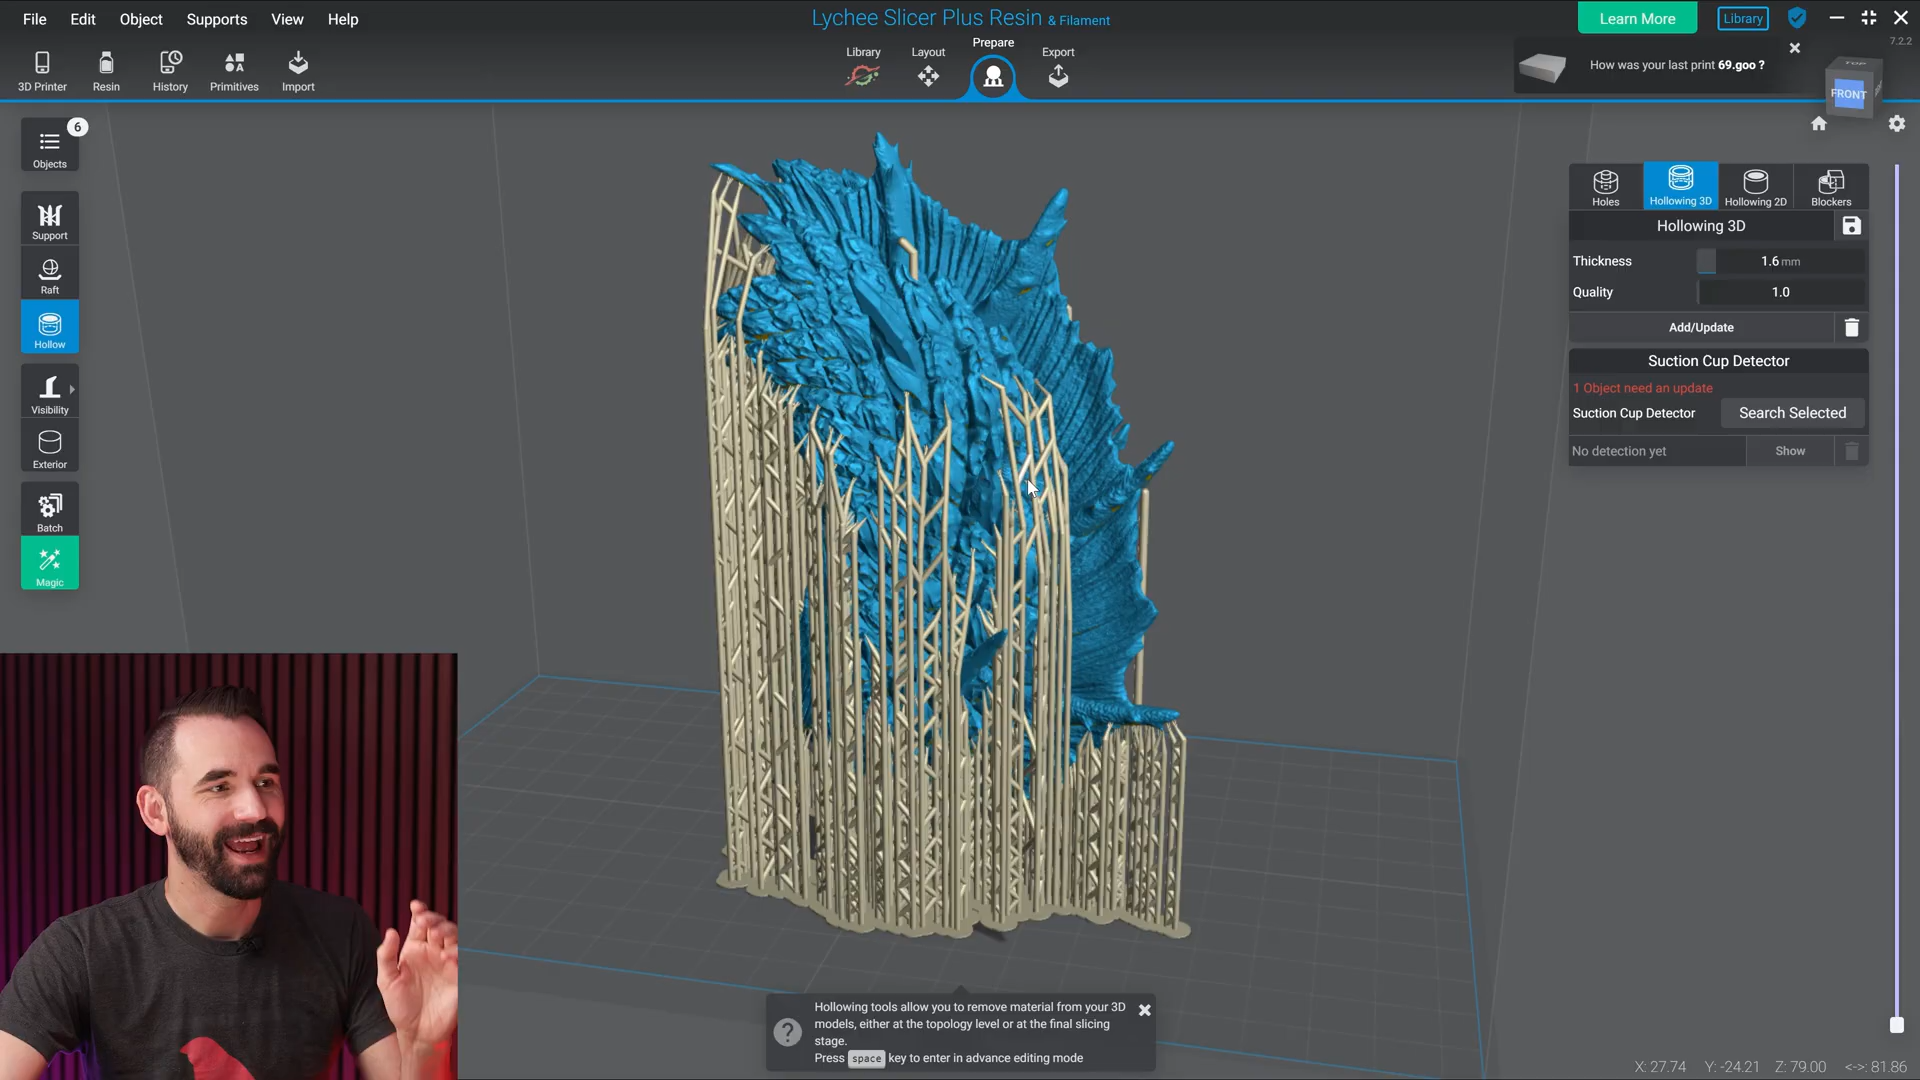 File Edit Object Supports View Help
Lychee Slicer Plus Resin & Filament
Learn More
Library
7.2.2
3D Printer
Resin
History
Primitives
Import
Library
Layout
Prepare
Export
How was your last print 69.goo ?
TOP
FRONT
6
Objects
Support
Raft
Hollow
Visibility
Exterior
Batch
Magic
Holes
Hollowing 3D
Hollowing 2D
Blockers
Hollowing 3D
Thickness 1.6 mm
Quality 1.0
Add/Update
Suction Cup Detector
1 Object need an update
Suction Cup Detector Search Selected
No detection yet Show
Hollowing tools allow you to remove material from your 3D
models, either at the topology level or at the final slicing
stage.
Press space key to enter in advance editing mode
X: 27.74 Y: -24.21 Z: 79.00 <->: 81.86